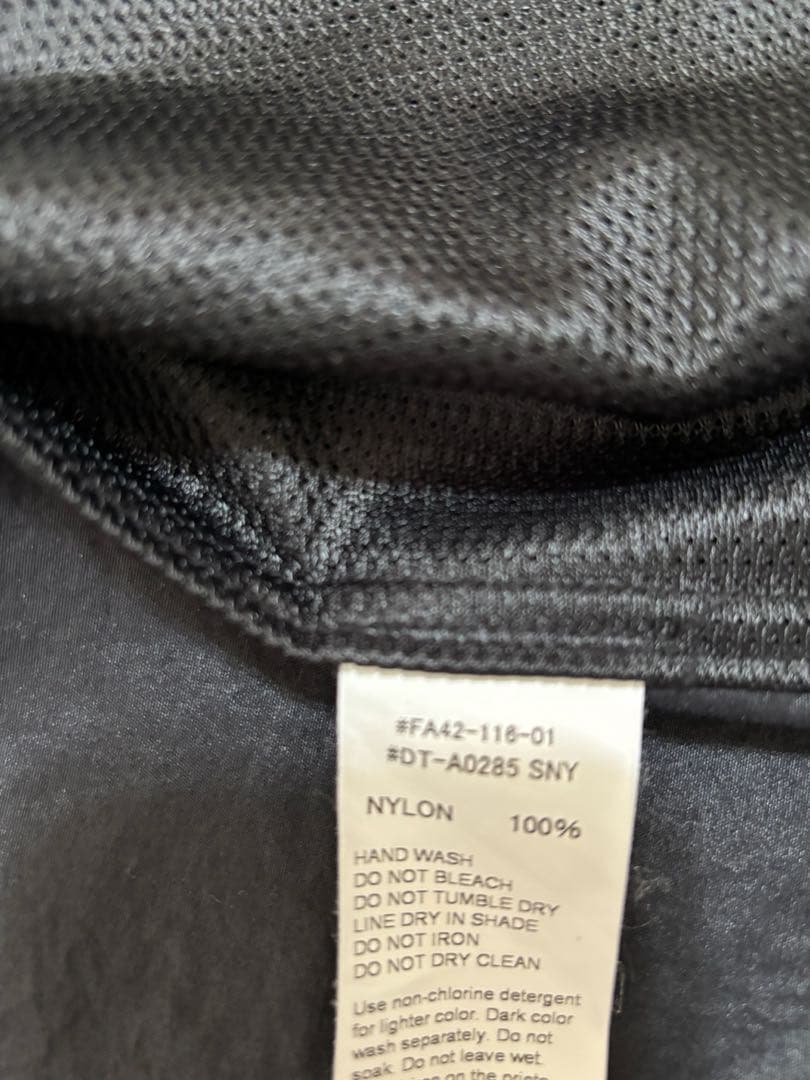 #FA42-116-01
#DT-A0285 SNY
NYLON 100%
HAND WASH
DO NOT BLEACH
DO NOT TUMBLE DRY
LINE DRY IN SHADE
DO NOT IRON
DO NOT DRY CLEAN
Use non-chlorine detergent
for lighter color. Dark color
wash separately. Do not
soak. Do not leave wet.
on the